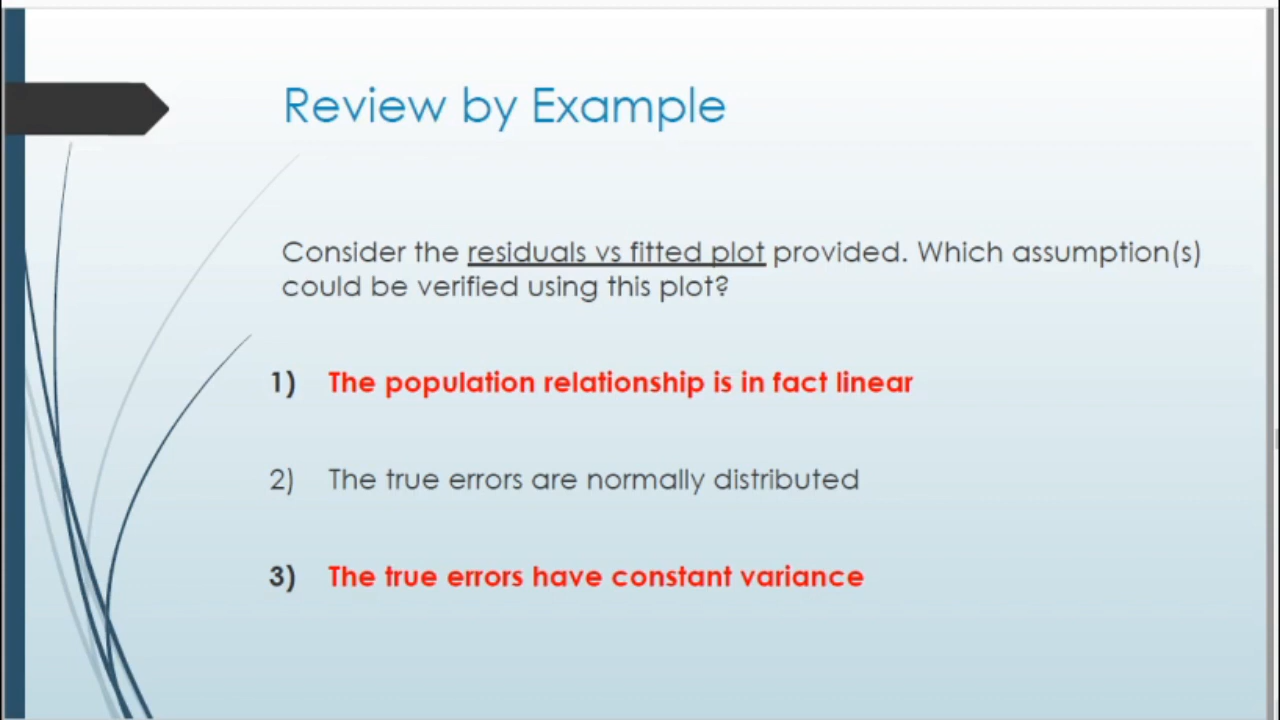 Review by Example
Consider the residuals vs fitted plot provided. Which assumption(s)
could be verified using this plot?
1) The population relationship is in fact linear
2) The true errors are normally distributed
3) The true errors have constant variance